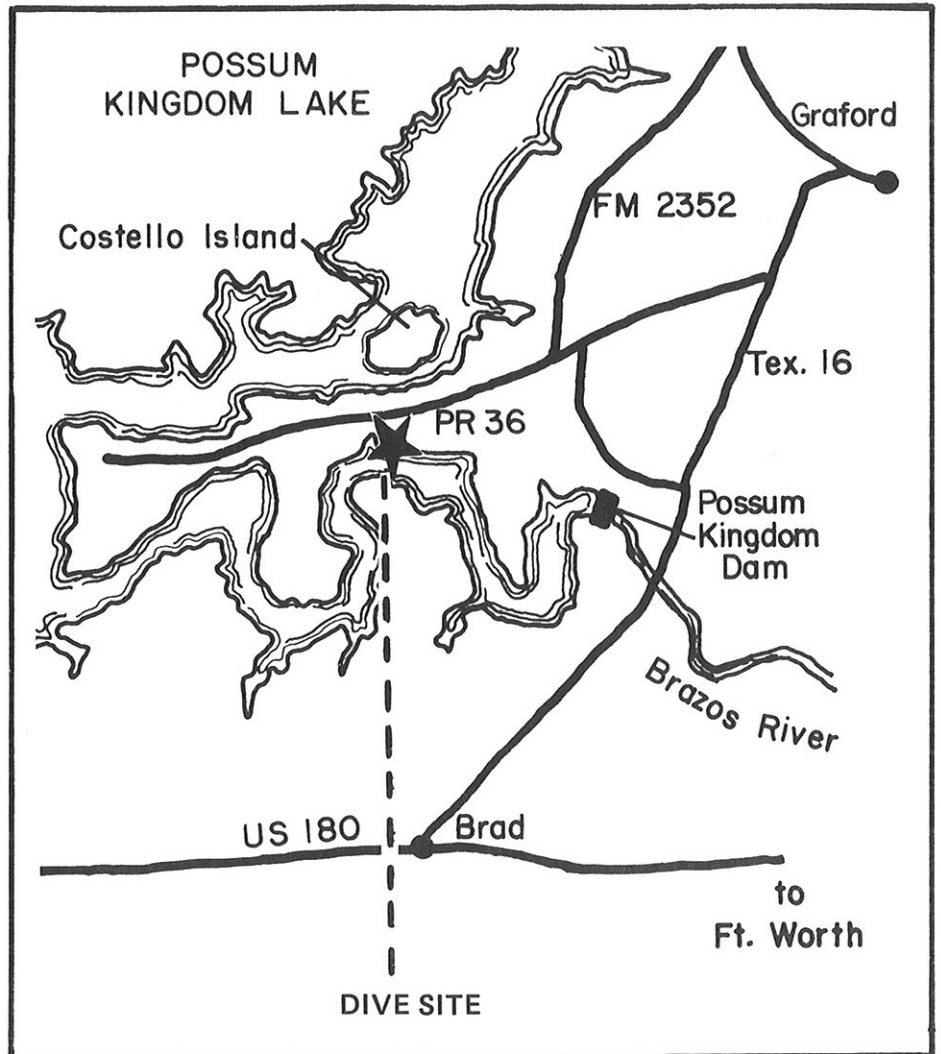 POSSUM
KINGDOM LAKE
Graford
FM 2352
Costello Island
Tex. 16
PR 36
Possum
Kingdom
Dam
Brazos River
US 180
Brad
to
Ft. Worth
DIVE SITE